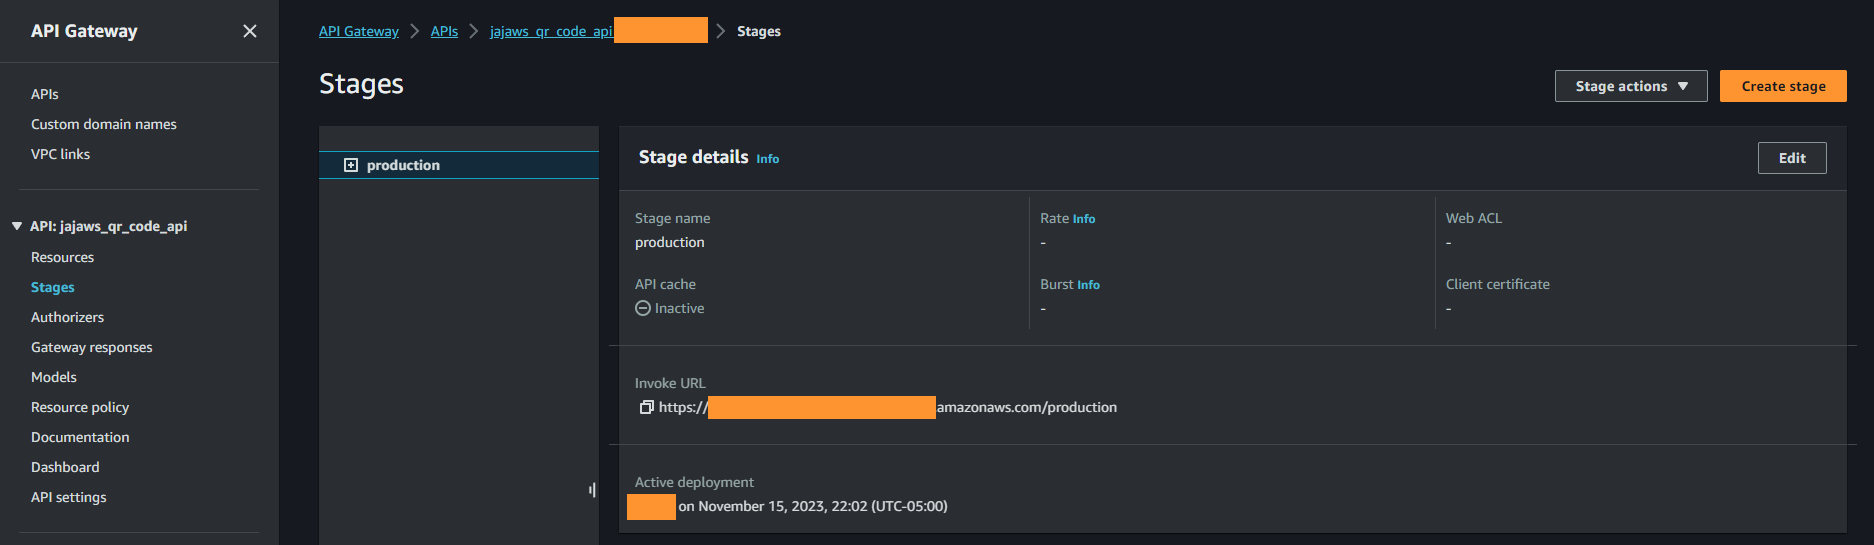 API Gateway
APIs
Custom domain names
VPC links
API: jajaws_qr_code_api
Resources
Stages
Authorizers
Gateway responses
Models
Resource policy
Documentation
Dashboard
API settings
API Gateway > APIs > jajaws_qr_code_api > Stages
Stages
Stage actions
Create stage
production
Stage details Info
Edit
Stage name
production
Rate Info
-
Web ACL
-
API cache
Inactive
Burst Info
-
Client certificate
-
Invoke URL
https:// amazonaws.com/production
Active deployment
on November 15, 2023, 22:02 (UTC-05:00)